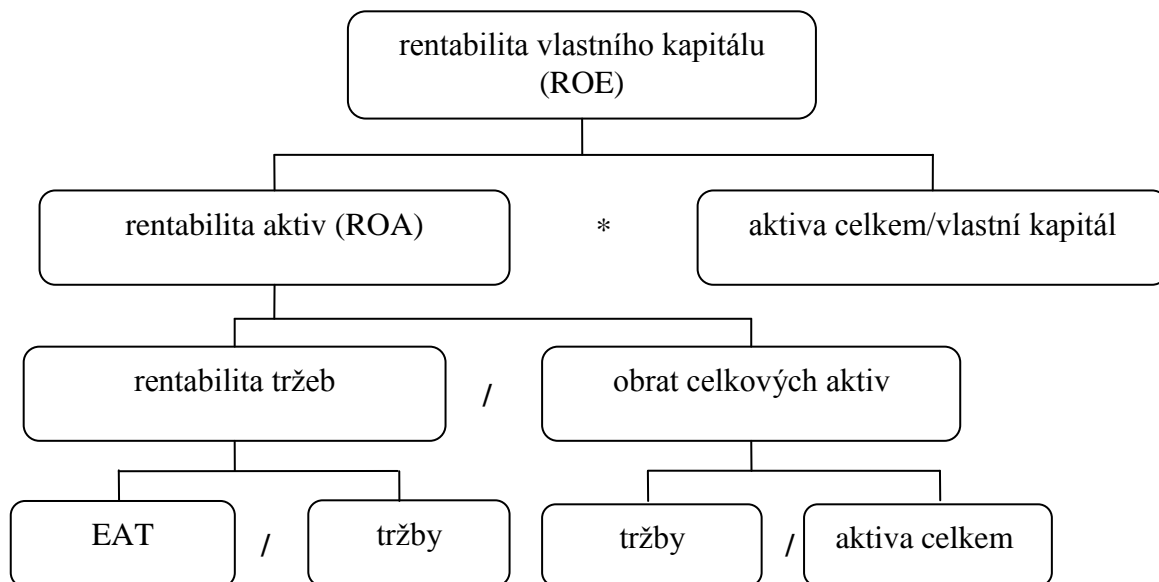 rentabilita vlastního kapitálu
(ROE)
rentabilita aktiv (ROA) * aktiva celkem/vlastní kapitál
rentabilita tržeb / obrat celkových aktiv
EAT / tržby tržby / aktiva celkem